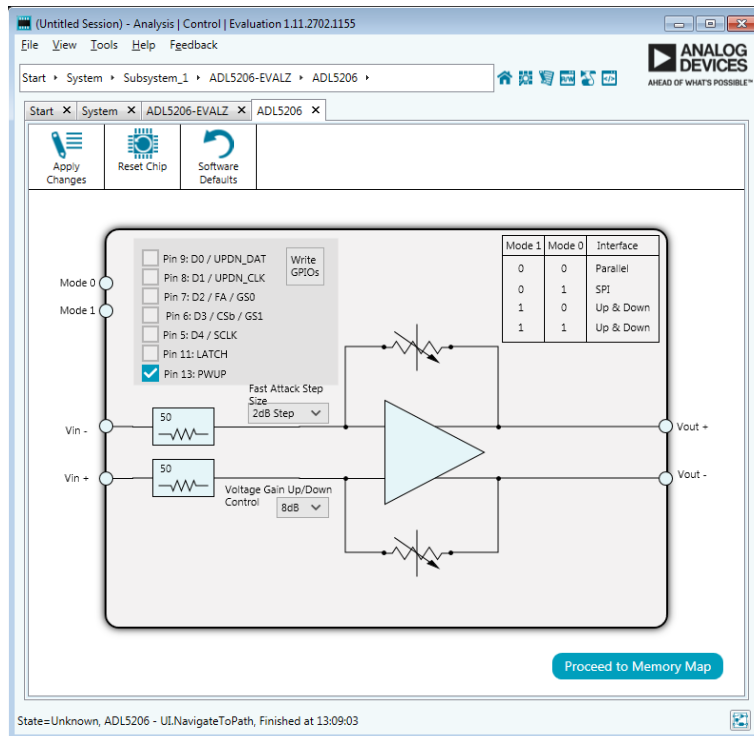 (Untitled Session) - Analysis | Control | Evaluation 1.11.2702.1155
File View Tools Help Feedback
ANALOG
DEVICES
AHEAD OF WHAT'S POSSIBLE™
Start System Subsystem_1 ADL5206-EVALZ ADL5206
Start System ADL5206-EVALZ ADL5206
Apply
Changes
Reset Chip
Software
Defaults
Mode 0
Mode 1
Pin 9: D0 / UPDN_DAT
Pin 8: D1 / UPDN_CLK
Pin 7: D2 / FA / GS0
Pin 6: D3 / CSb / GS1
Pin 5: D4 / SCLK
Pin 11: LATCH
Pin 13: PWUP
Write
GPIOs
Mode 1 Mode 0 Interface
0 0 Parallel
0 1 SPI
1 0 Up & Down
1 1 Up & Down
Fast Attack Step
Size
2dB Step
Vin -
50
Vout +
Vin +
50
Vout -
Voltage Gain Up/Down
Control
8dB
Proceed to Memory Map
State=Unknown, ADL5206 - UI.NavigateToPath, Finished at 13:09:03